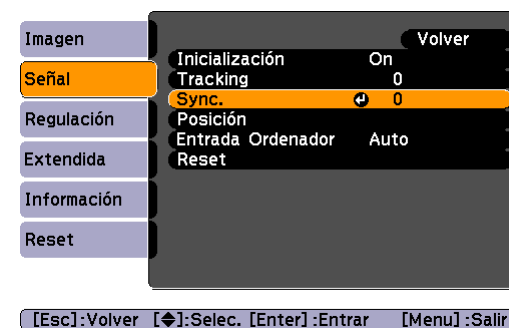 Imagen
Señal
Regulación
Extendida
Información
Reset
Volver
Inicialización On
Tracking 0
Sync. 0
Posición
Entrada Ordenador Auto
Reset
[Esc]:Volver [◆]:Selec. [Enter]:Entrar [Menu]:Salir